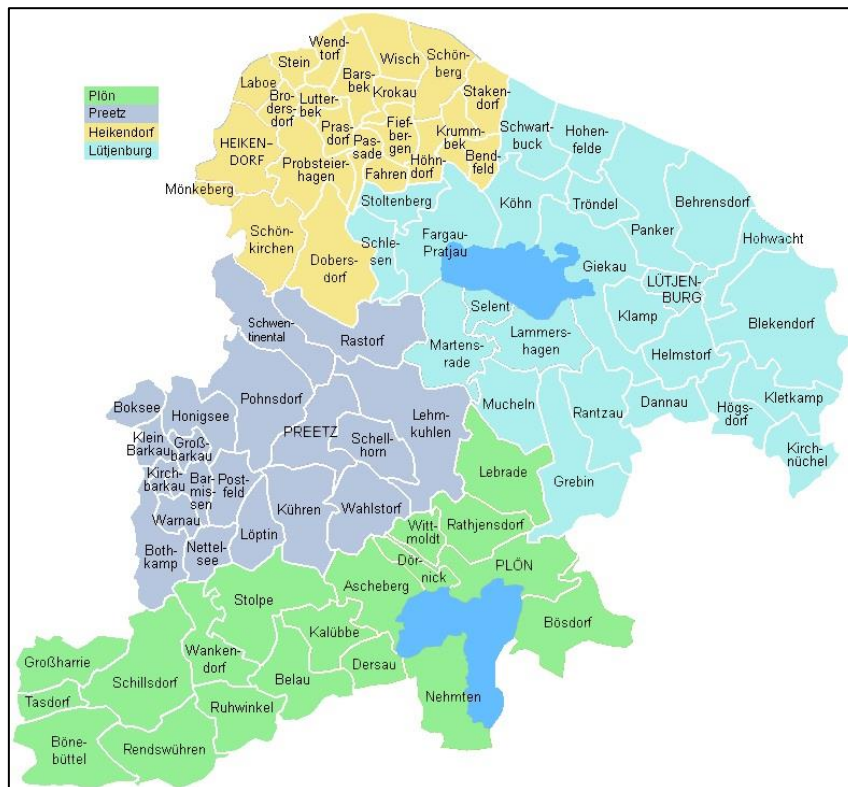 Plön
Preetz
Heikendorf
Lütjenburg
Wend-
torf
Stein
Wisch
Schön-
berg
Laboe
Bars-
bek
Bro-
ders-
dorf
Lutter-
bek
Krokau
Staken-
dorf
HEIKEN-
DORF
Pras-
dorf
Pas-
sade
Fief-
bergen
Krumm-
bek
Schwart-
buck
Hohen-
felde
Probsteier-
hagen
Fahren
Höhn-
dorf
Bend-
feld
Mönkeberg
Schön-
kirchen
Dobers-
dorf
Stoltenberg
Schle-
sen
Fargau-
Pratjau
Köhn
Tröndel
Panker
Behrensdorf
Hohwacht
Giekau
LÜTJEN-
BURG
Selent
Klamp
Blekendorf
Lammers-
hagen
Martens-
rade
Helmstorf
Schwen-
tinental
Rastorf
Mucheln
Rantzau
Dannau
Högs-
dorf
Kletkamp
Kirch-
nüchel
Boksee
Honigsee
Pohnsdorf
PREETZ
Schell-
horn
Lehm-
kuhlen
Klein
Barkau
Groß-
barkau
Kirch-
barkau
Bar-
mis-
sen
Post-
feld
Warnau
Both-
kamp
Nettel-
see
Löptin
Kühren
Wahlstorf
Lebrade
Grebin
Witt-
moldt
Rathjensdorf
Dör-
nick
PLÖN
Ascheberg
Bösdorf
Stolpe
Kalübbe
Dersau
Nehmten
Wanken-
dorf
Belau
Großharrie
Schillsdorf
Tasdorf
Ruhwinkel
Böne-
büttel
Rendswühren